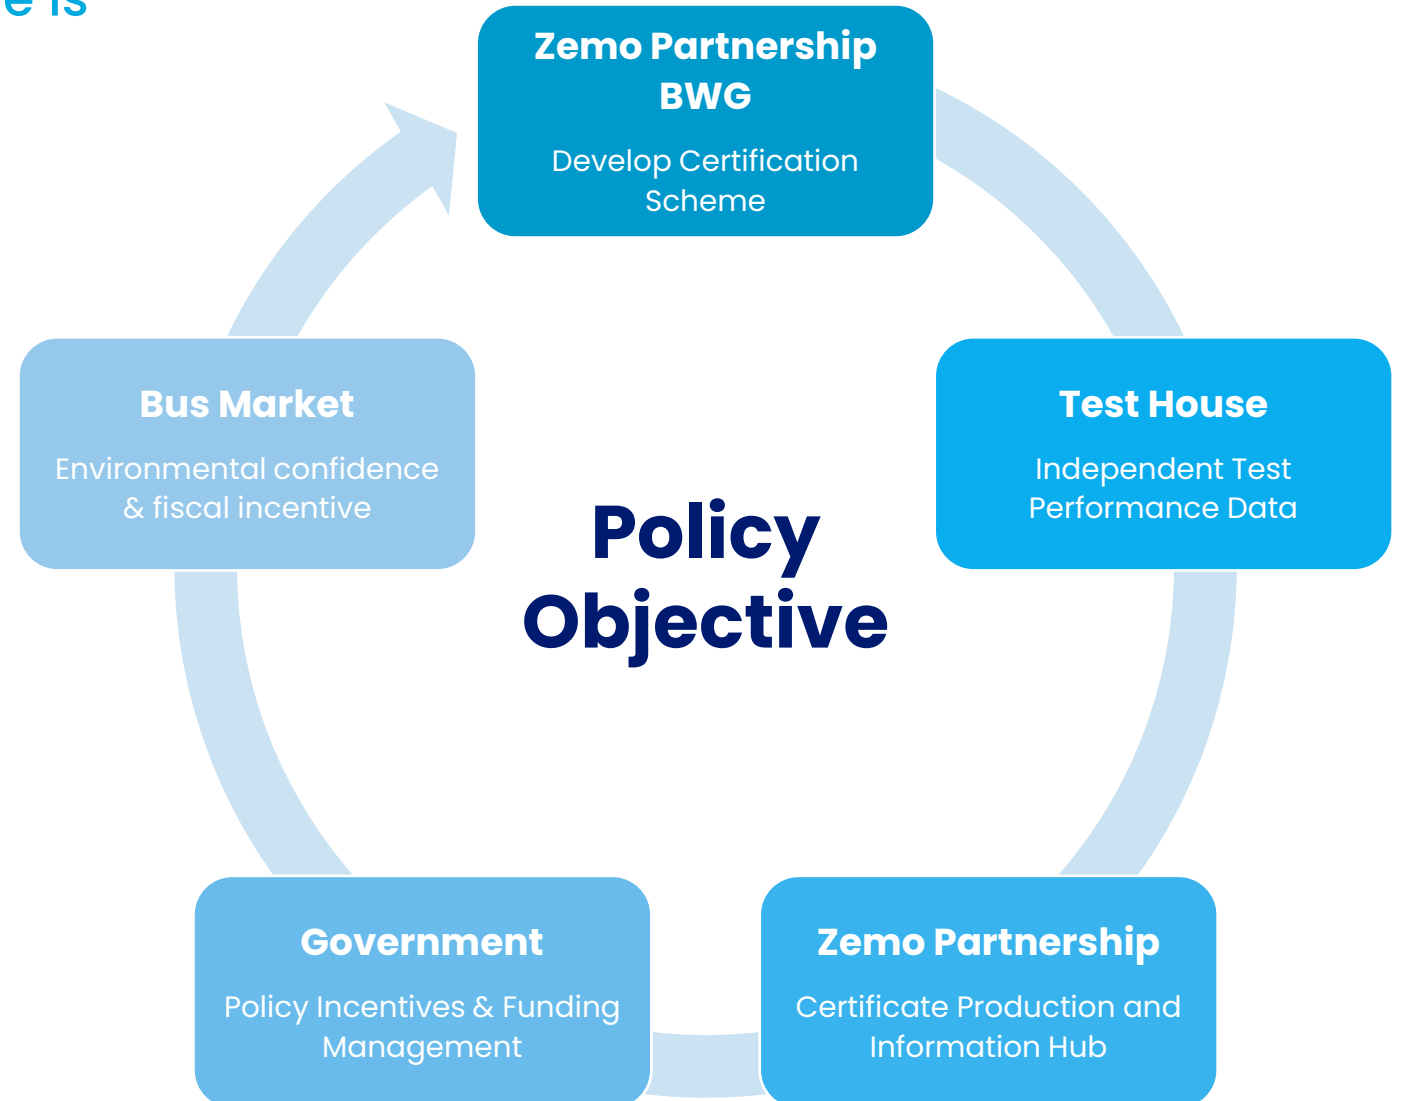 e is
Zemo Partnership
BWG
Develop Certification
Scheme
Test House
Independent Test
Performance Data
Zemo Partnership
Certificate Production and
Information Hub
Government
Policy Incentives & Funding
Management
Bus Market
Environmental confidence
& fiscal incentive
Policy
Objective